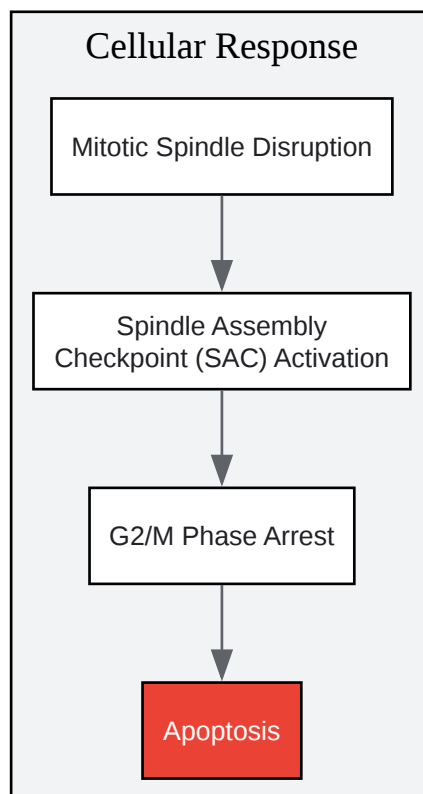 Cellular Response
Mitotic Spindle Disruption
Spindle Assembly
Checkpoint (SAC) Activation
G2/M Phase Arrest
Apoptosis